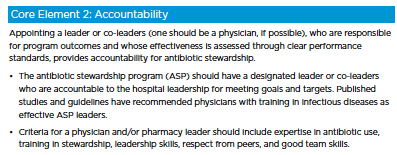 Core Element 2: Accountability
Appointing a leader or co-leaders (one should be a physician, if possible), who are responsible
for program outcomes and whose effectiveness is assessed through clear performance
standards, provides accountability for antibiotic stewardship.
• The antibiotic stewardship program (ASP) should have a designated leader or co-leaders
who are accountable to the hospital leadership for meeting goals and targets. Published
studies and guidelines have recommended physicians with training in infectious diseases as
effective ASP leaders.
• Criteria for a physician and/or pharmacy leader should include expertise in antibiotic use,
training in stewardship, leadership skills, respect from peers, and good team skills.